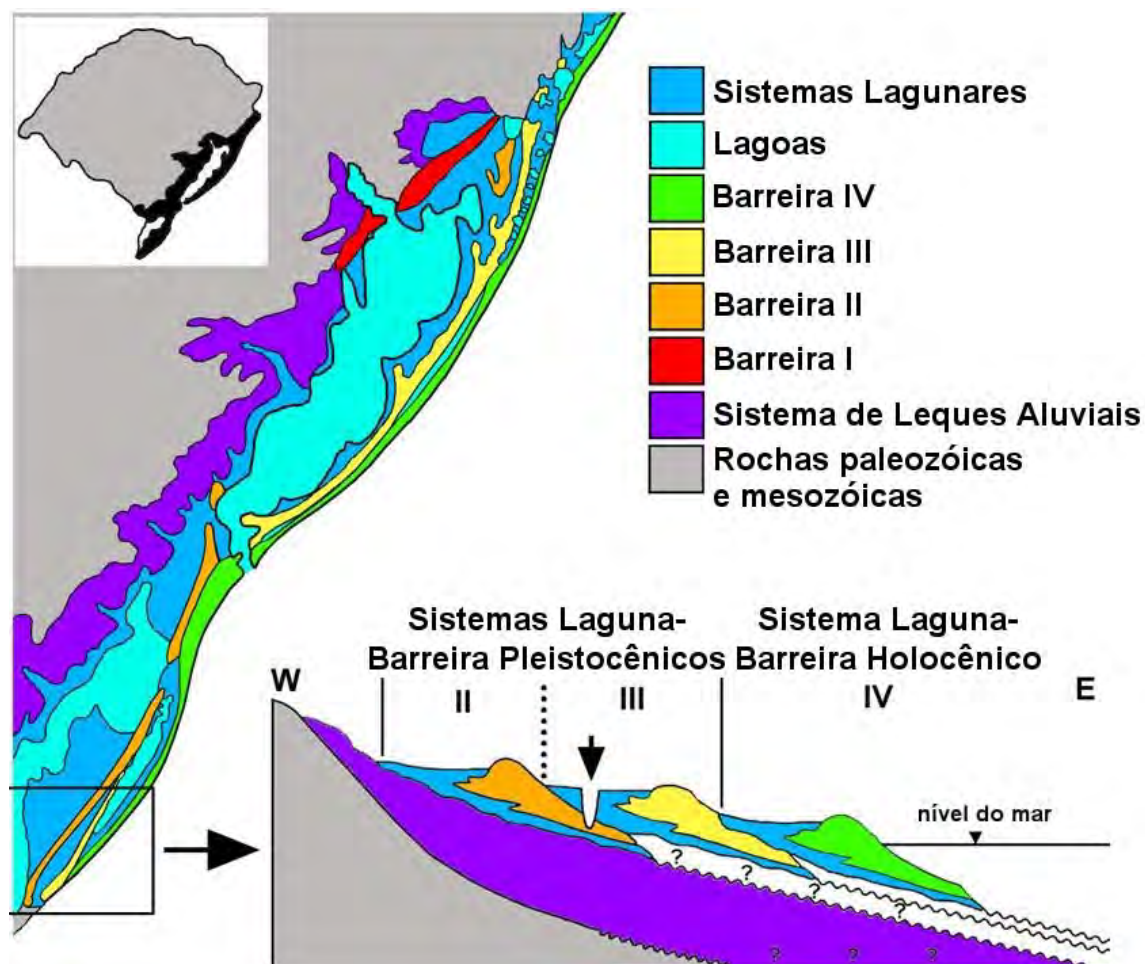 Sistemas Lagunares
Lagoas
Barreira IV
Barreira III
Barreira II
Barreira I
Sistema de Leques Aluviais
Rochas paleozóicas
e mesozóicas
Sistemas Laguna-
Barreira Pleistocênicos
Sistema Laguna-
Barreira Holocênico
W
II
III
IV
E
nível do mar
?
?
?
?
?
?
?